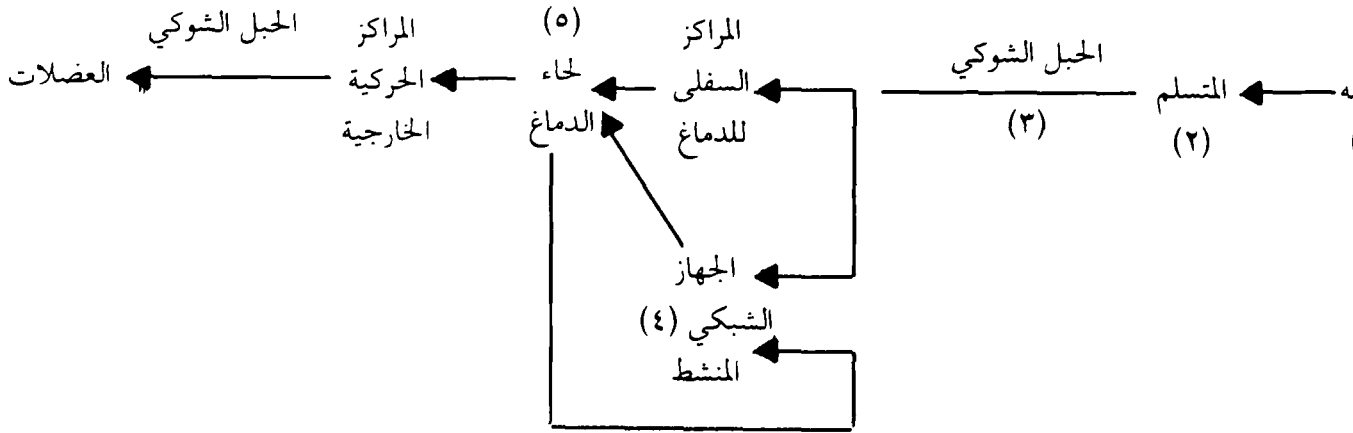 المتسلم
(٢)
الحبل الشوكي
(٣)
المراكز
السفلى
للدماغ
الجهاز
الشبكي (٤)
المنشط
(٥)
لحاء
الدماغ
المراكز
الحركية
الخارجية
الحبل الشوكي
العضلات